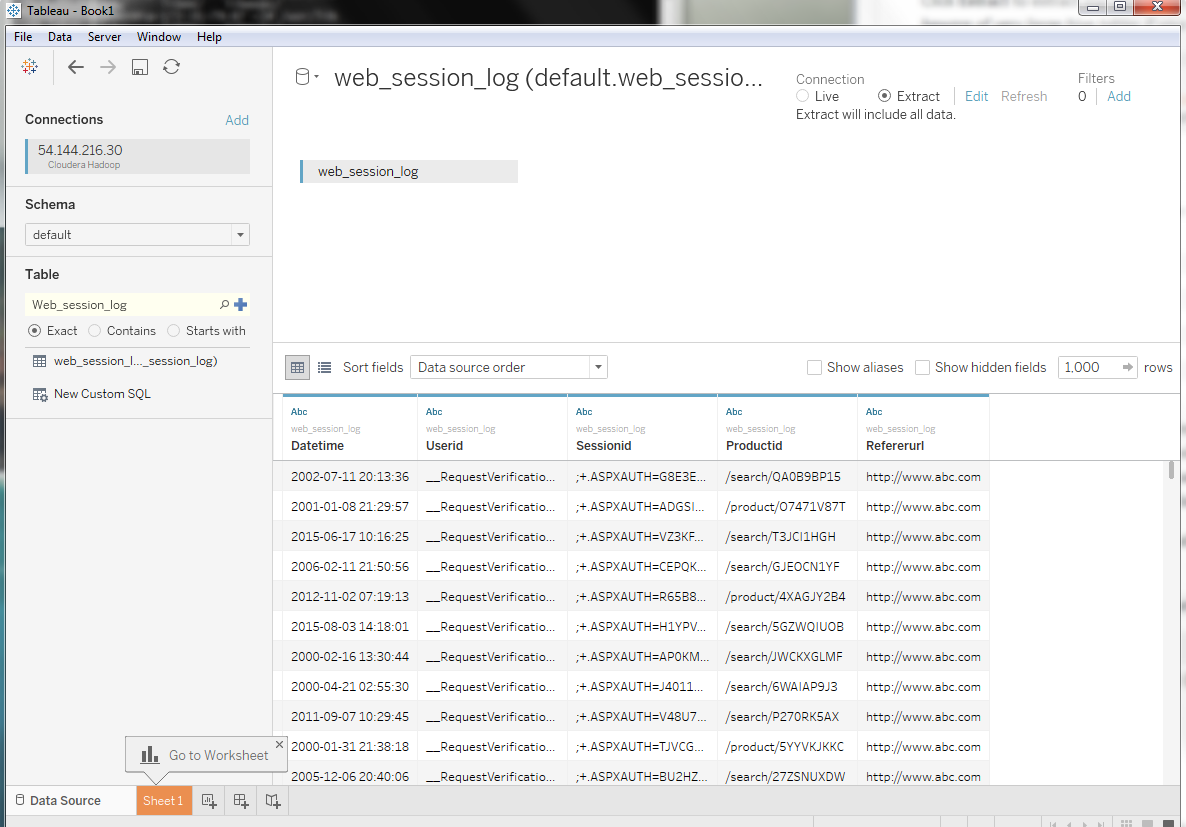 Tableau - Book1
File Data Server Window Help
Connections Add
54.144.216.30
Cloudera Hadoop
Schema
default
Table
Web_session_log
Exact Contains Starts with
web_session_l..._session_log)
New Custom SQL
web_session_log (default.web_sessio...
Connection
Live Extract Edit Refresh
Extract will include all data.
Filters
0 Add
web_session_log
Sort fields Data source order Show aliases Show hidden fields 1,000 rows
Abc Abc Abc Abc Abc
web_session_log web_session_log web_session_log web_session_log web_session_log
Datetime Userid Sessionid Productid Refererurl
2002-07-11 20:13:36 __RequestVerificatio... ;+.ASPXAUTH=G8E3E... /search/QA0B9BP15 http://www.abc.com
2001-01-08 21:29:57 __RequestVerificatio... ;+.ASPXAUTH=ADGSI... /product/O7471V87T http://www.abc.com
2015-06-17 10:16:25 __RequestVerificatio... ;+.ASPXAUTH=VZ3KF... /search/T3JCI1HGH http://www.abc.com
2006-02-11 21:50:56 __RequestVerificatio... ;+.ASPXAUTH=CEPQK... /search/GJEOCN1YF http://www.abc.com
2012-11-02 07:19:13 __RequestVerificatio... ;+.ASPXAUTH=R65B8... /product/4XAGJY2B4 http://www.abc.com
2015-08-03 14:18:01 __RequestVerificatio... ;+.ASPXAUTH=H1YPV... /search/5GZWQIUOB http://www.abc.com
2000-02-16 13:30:44 __RequestVerificatio... ;+.ASPXAUTH=AP0KM... /search/JWCKXGLMF http://www.abc.com
2000-04-21 02:55:30 __RequestVerificatio... ;+.ASPXAUTH=J4011... /search/6WAIAP9J3 http://www.abc.com
2011-09-07 10:29:45 __RequestVerificatio... ;+.ASPXAUTH=V48U7... /search/P270RK5AX http://www.abc.com
2000-01-31 21:38:18 __RequestVerificatio... ;+.ASPXAUTH=TJVCG... /product/5YYVKJKKC http://www.abc.com
2005-12-06 20:40:06 __RequestVerificatio... ;+.ASPXAUTH=BU2HZ... /search/27ZSNUXDW http://www.abc.com
Go to Worksheet
Data Source Sheet 1